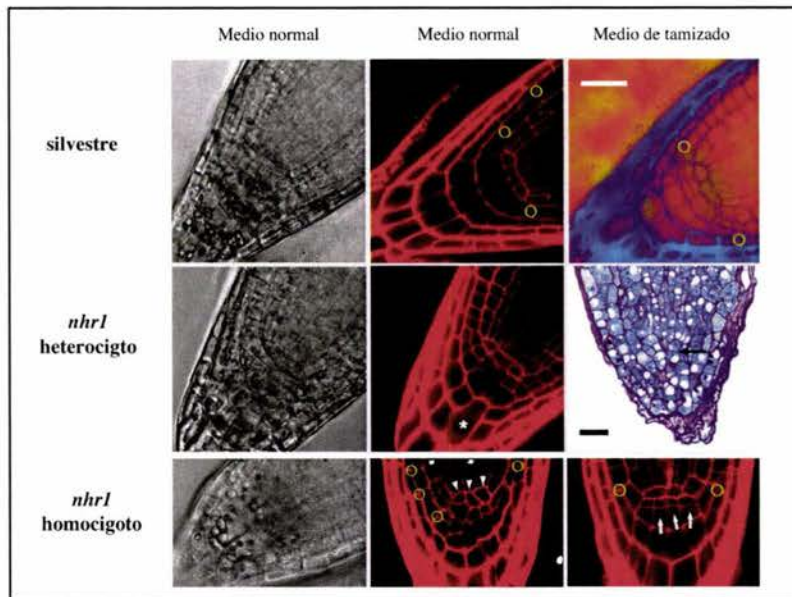 Medio normal Medio normal Medio de tamizado
silvestre
nhr1
heterocigto
*
nhr1
homocigoto